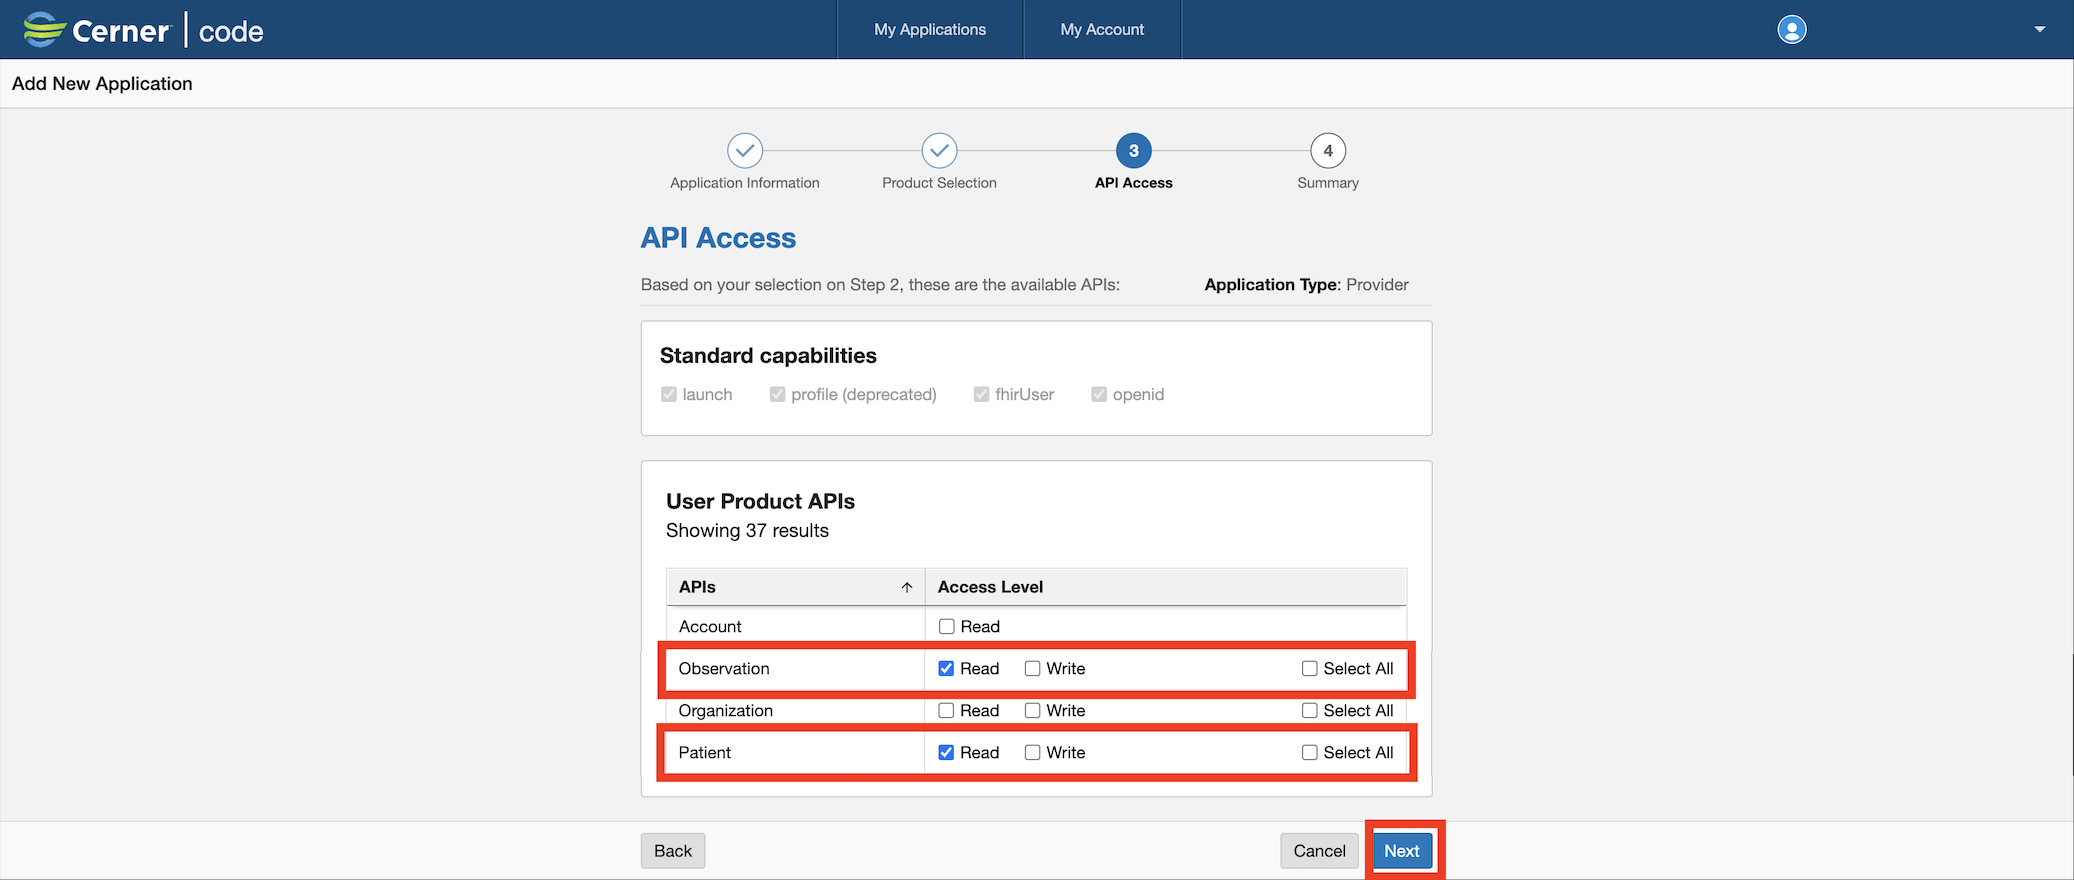 Cerner | code
My Applications
My Account
Add New Application
3
4
Application Information
Product Selection
API Access
Summary
API Access
Based on your selection on Step 2, these are the available APIs:
Application Type: Provider
Standard capabilities
launch
profile (deprecated)
fhirUser
openid
User Product APIs
Showing 37 results
APIs
Access Level
Account
Read
Observation
Read
Write
Select All
Organization
Read
Write
Select All
Patient
Read
Write
Select All
Back
Cancel
Next